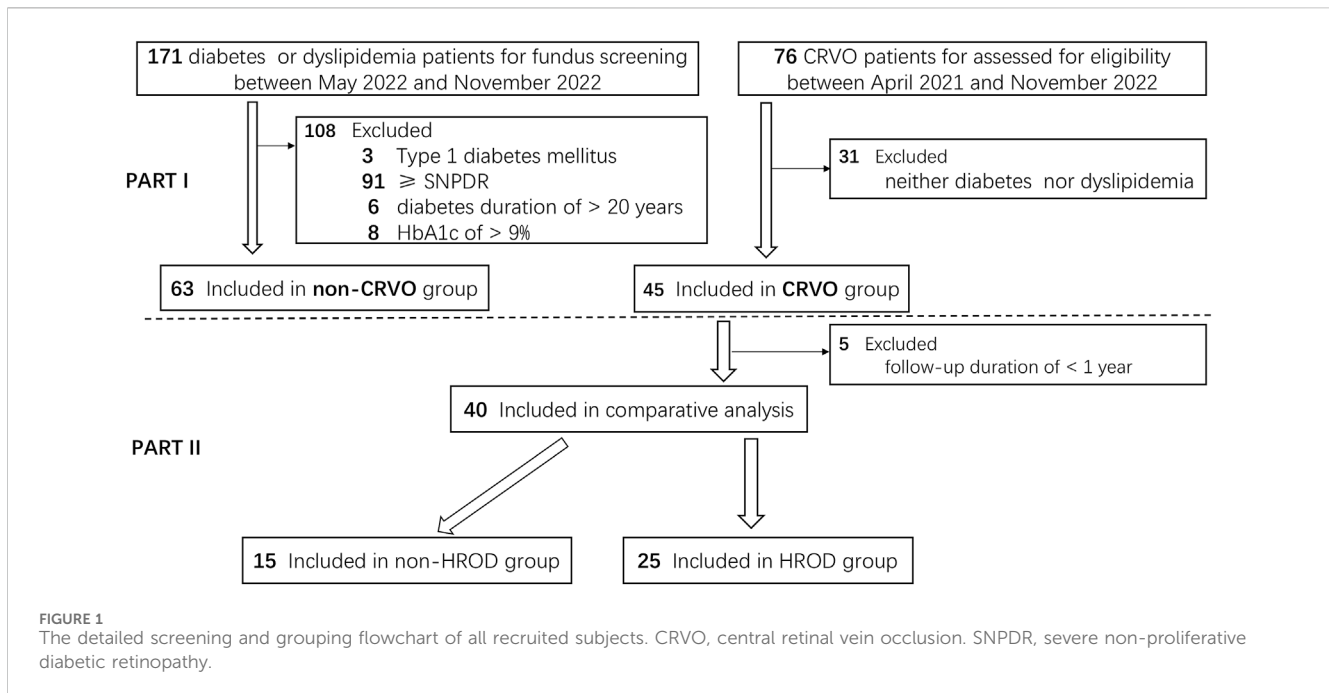 171 diabetes or dyslipidemia patients for fundus screening
between May 2022 and November 2022
76 CRVO patients for assessed for eligibility
between April 2021 and November 2022
108 Excluded
3 Type 1 diabetes mellitus
91 ≥ SNPDR
6 diabetes duration of > 20 years
8 HbA1c of > 9%
31 Excluded
neither diabetes nor dyslipidemia
PART I
63 Included in non-CRVO group
45 Included in CRVO group
5 Excluded
follow-up duration of < 1 year
40 Included in comparative analysis
PART II
15 Included in non-HROD group
25 Included in HROD group
FIGURE 1
The detailed screening and grouping flowchart of all recruited subjects. CRVO, central retinal vein occlusion. SNPDR, severe non-proliferative
diabetic retinopathy.